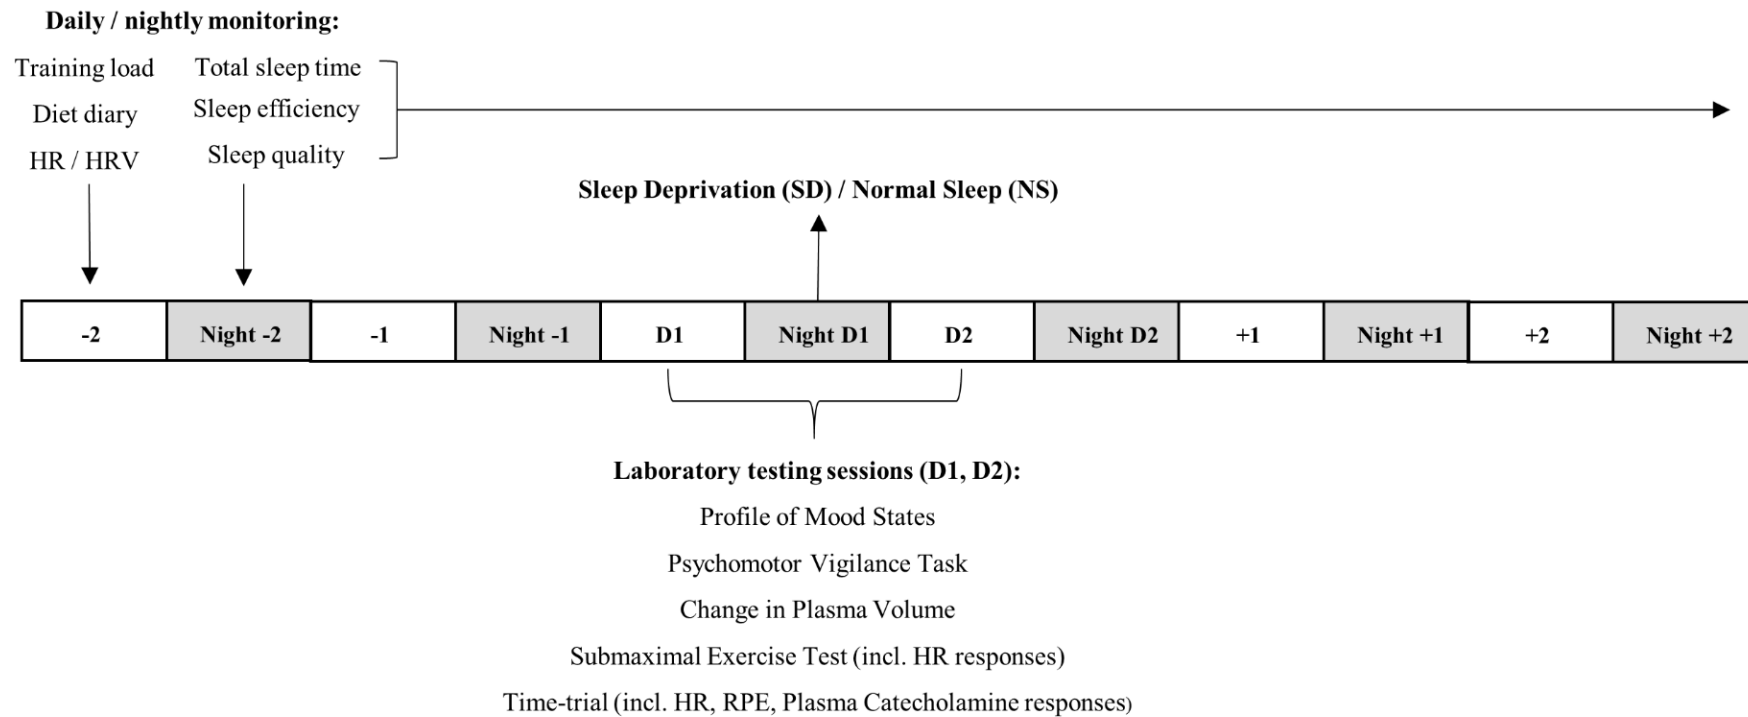 Daily / nightly monitoring:
Training load Total sleep time
Diet diary Sleep efficiency
HR / HRV Sleep quality
Sleep Deprivation (SD) / Normal Sleep (NS)
-2 Night -2 -1 Night -1 D1 Night D1 D2 Night D2 +1 Night +1 +2 Night +2
Laboratory testing sessions (D1, D2):
Profile of Mood States
Psychomotor Vigilance Task
Change in Plasma Volume
Submaximal Exercise Test (incl. HR responses)
Time-trial (incl. HR, RPE, Plasma Catecholamine responses)